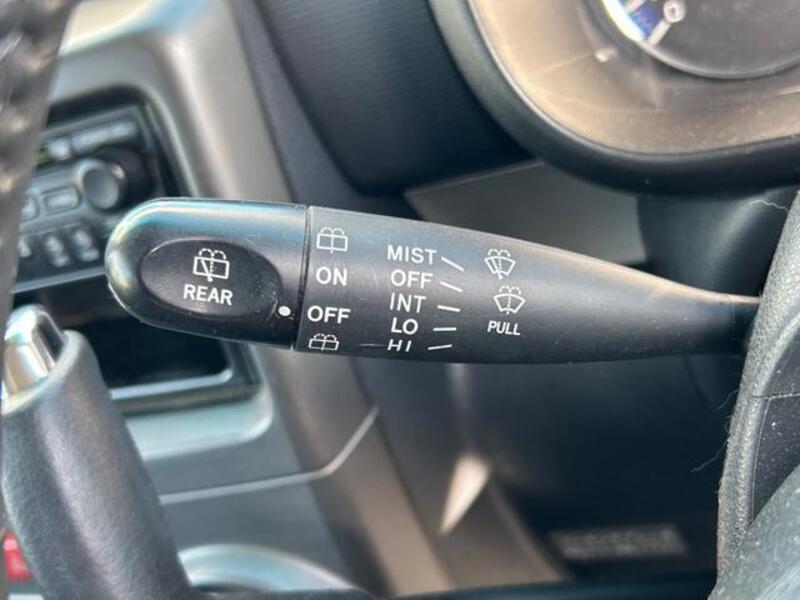 REAR
ON
OFF
MIST
OFF
INT
LO
HI
PULL